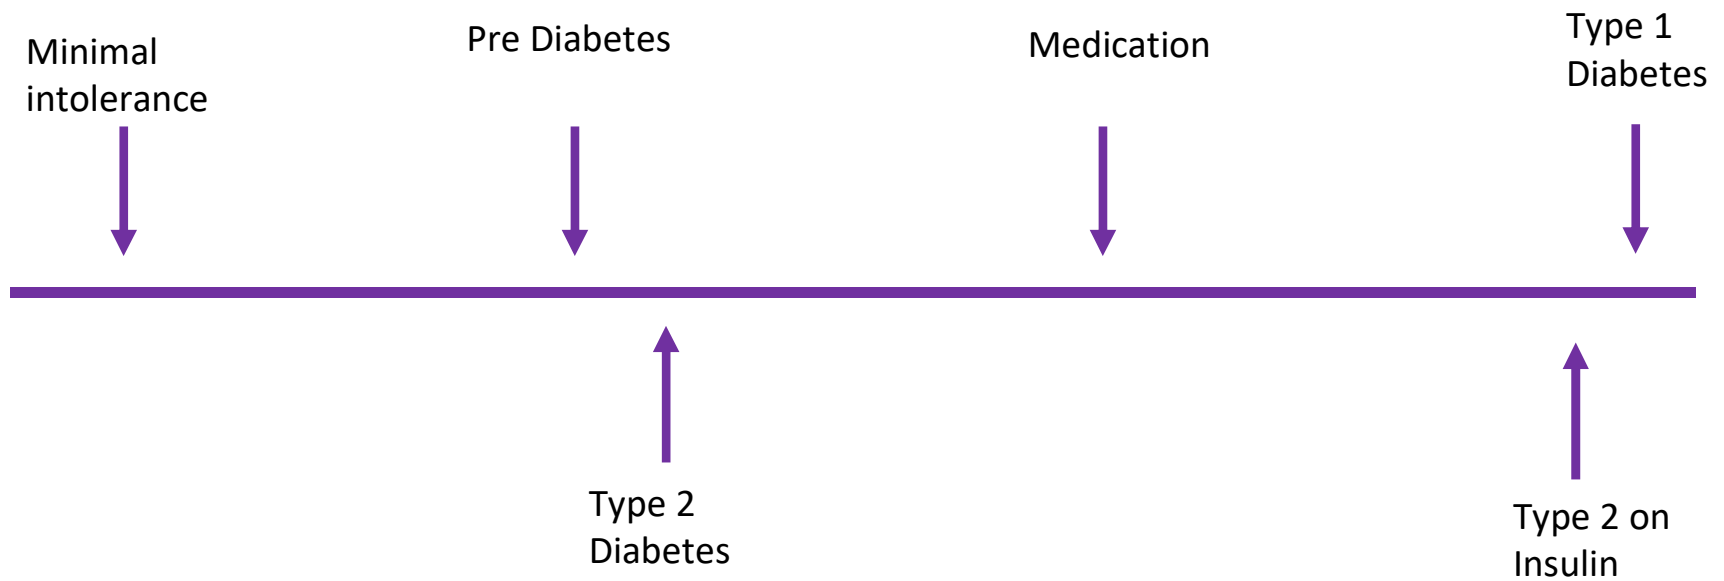 Minimal
intolerance
Pre Diabetes
Medication
Type 1
Diabetes
Type 2
Diabetes
Type 2 on
Insulin